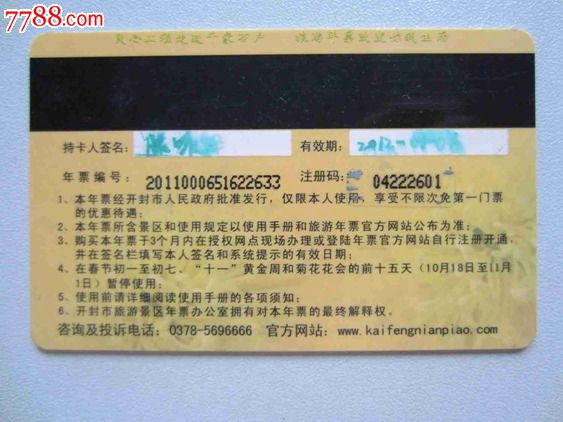 7788.com
持卡人签名：
有效期：
年票编号：2011000651622633
注册码：04222601
1、本年票经开封市人民政府批准发行，仅限本人使用，享受不限次免第一门票
的优惠待遇；
2、本年票所含景区和使用规定以使用手册和旅游年票官方网站公布为准；
3、购买本年票于3个月内在授权网点现场办理或登陆年票官方网站自行注册开通，
并在签名栏填写本人签名和系统提示的有效日期；
4、在春节初一至初七、“十一”黄金周和菊花花会的前十五天（10月18日至11月
1日）暂停使用；
5、使用前请详细阅读使用手册的各项须知；
6、开封市旅游景区年票办公室拥有对本年票的最终解释权。
咨询及投诉电话：0378-5696666 官方网站：www.kaifengnianpiao.com